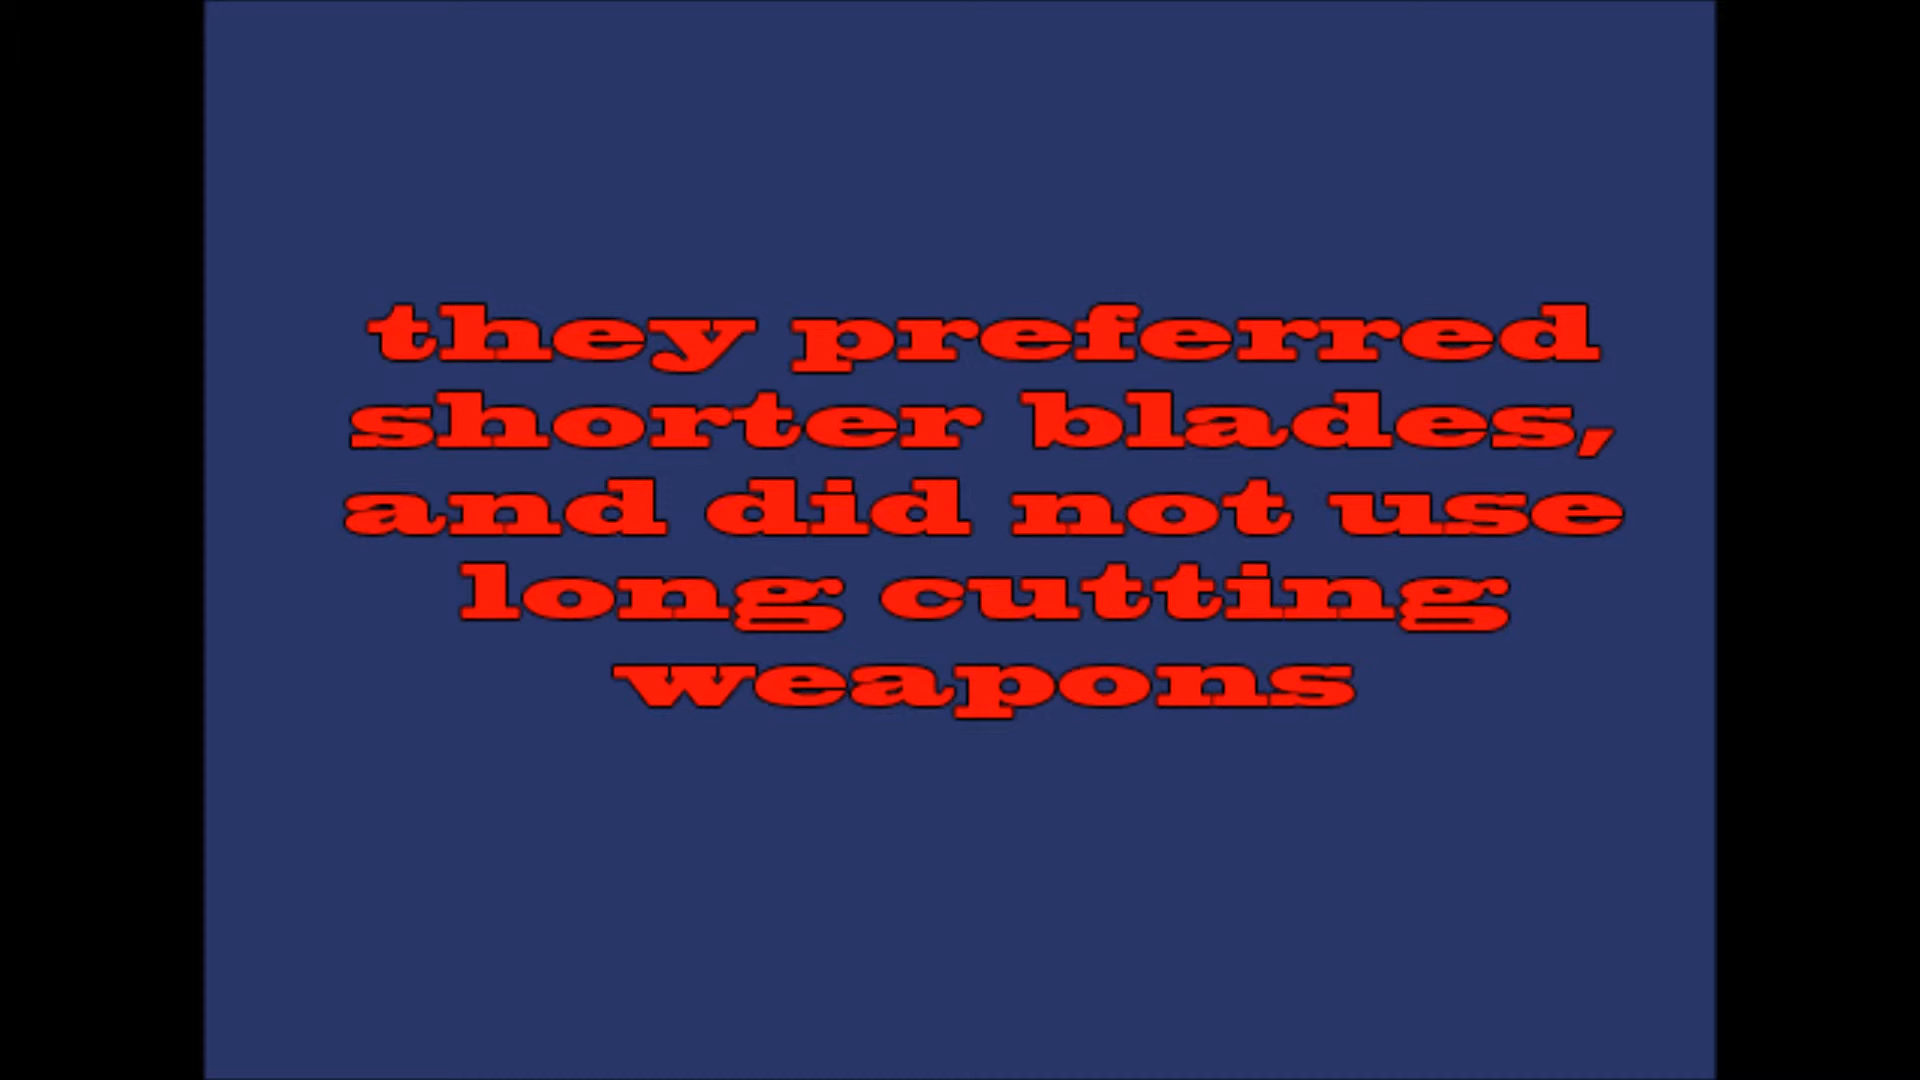 they preferred
shorter blades,
and did not use
long cutting
weapons